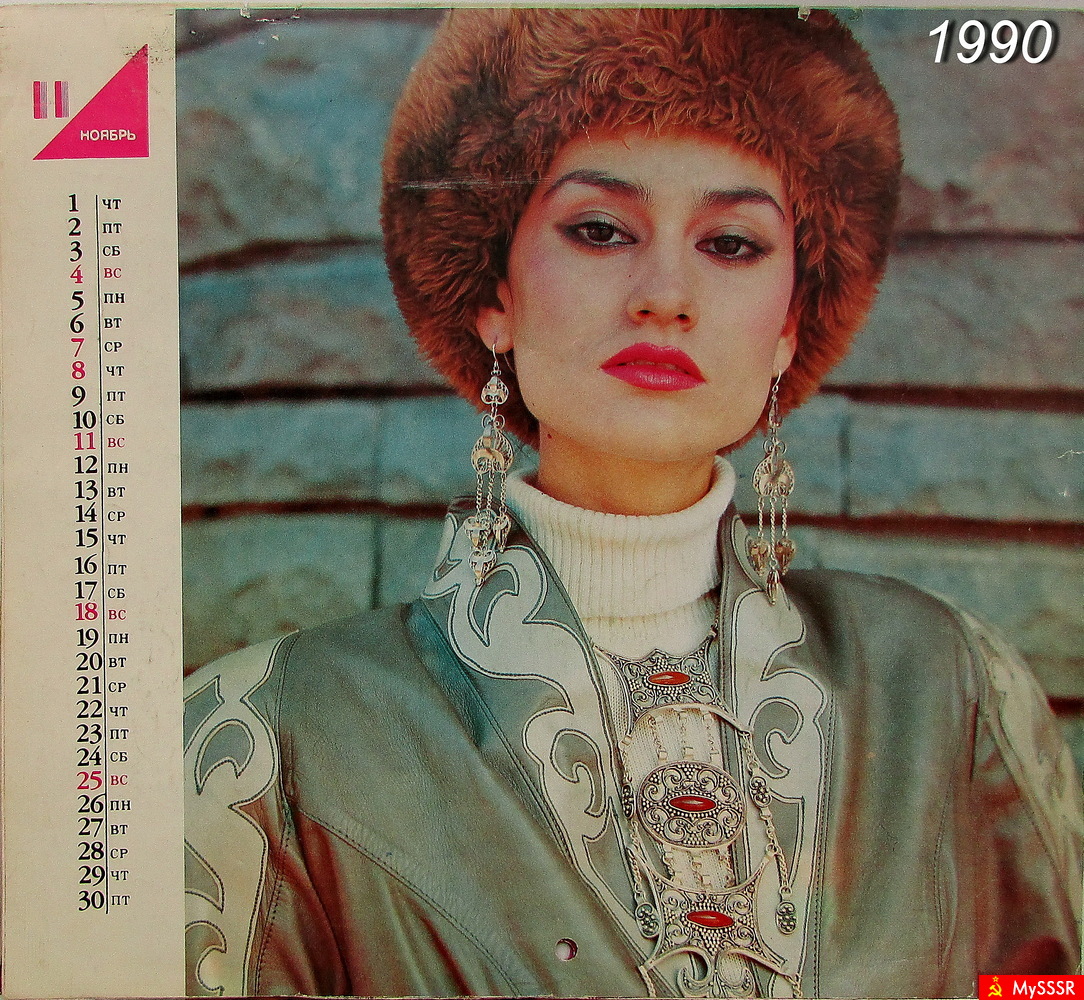 1990
11
НОЯБРЬ
1 ЧТ
2 ПТ
3 СБ
4 ВС
5 ПН
6 ВТ
7 СР
8 ЧТ
9 ПТ
10 СБ
11 ВС
12 ПН
13 ВТ
14 СР
15 ЧТ
16 ПТ
17 СБ
18 ВС
19 ПН
20 ВТ
21 СР
22 ЧТ
23 ПТ
24 СБ
25 ВС
26 ПН
27 ВТ
28 СР
29 ЧТ
30 ПТ
MySSSR